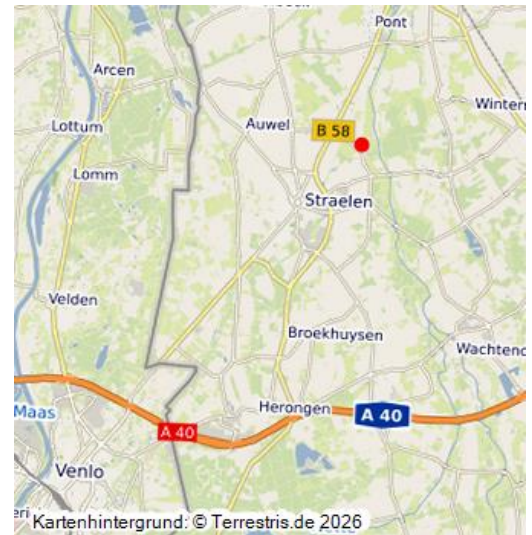 Pont
Arcen
Winter
Lottum
Auwel
B 58
Lomm
Straelen
Velden
Broekhuysen
Wachtend
Maas
Herongen
A 40
A 40
Venlo
Kartenhintergrund: © Terrestris.de 2026